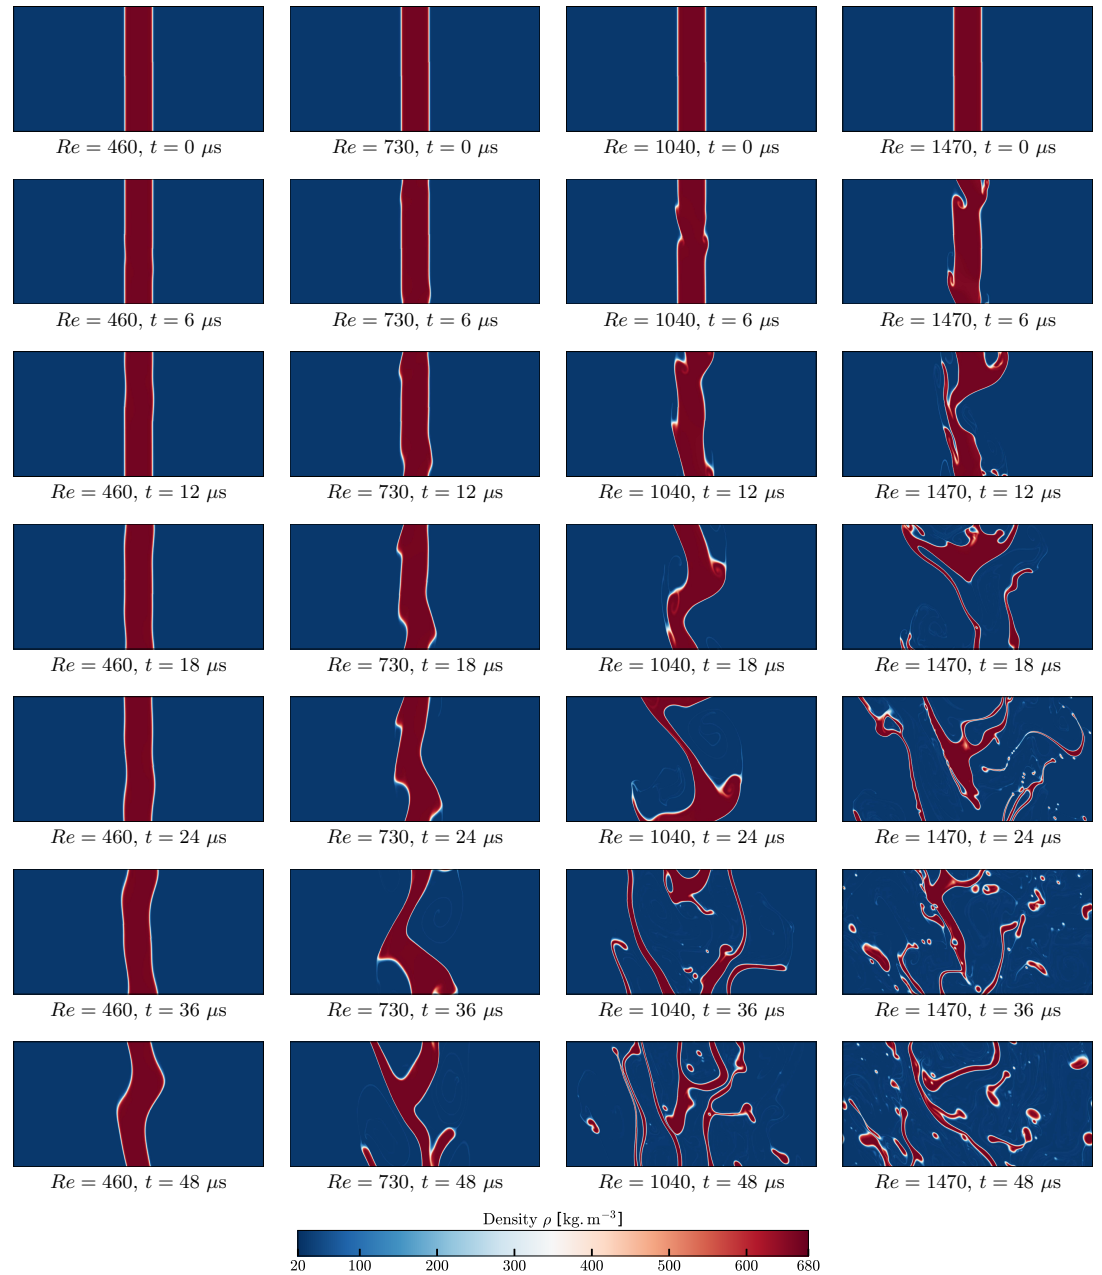 Re = 460, t = 0 μs Re = 730, t = 0 μs Re = 1040, t = 0 μs Re = 1470, t = 0 μs
Re = 460, t = 6 μs Re = 730, t = 6 μs Re = 1040, t = 6 μs Re = 1470, t = 6 μs
Re = 460, t = 12 μs Re = 730, t = 12 μs Re = 1040, t = 12 μs Re = 1470, t = 12 μs
Re = 460, t = 18 μs Re = 730, t = 18 μs Re = 1040, t = 18 μs Re = 1470, t = 18 μs
Re = 460, t = 24 μs Re = 730, t = 24 μs Re = 1040, t = 24 μs Re = 1470, t = 24 μs
Re = 460, t = 36 μs Re = 730, t = 36 μs Re = 1040, t = 36 μs Re = 1470, t = 36 μs
Re = 460, t = 48 μs Re = 730, t = 48 μs Re = 1040, t = 48 μs Re = 1470, t = 48 μs
Density ρ [kg.m⁻³]
20 100 200 300 400 500 600 680